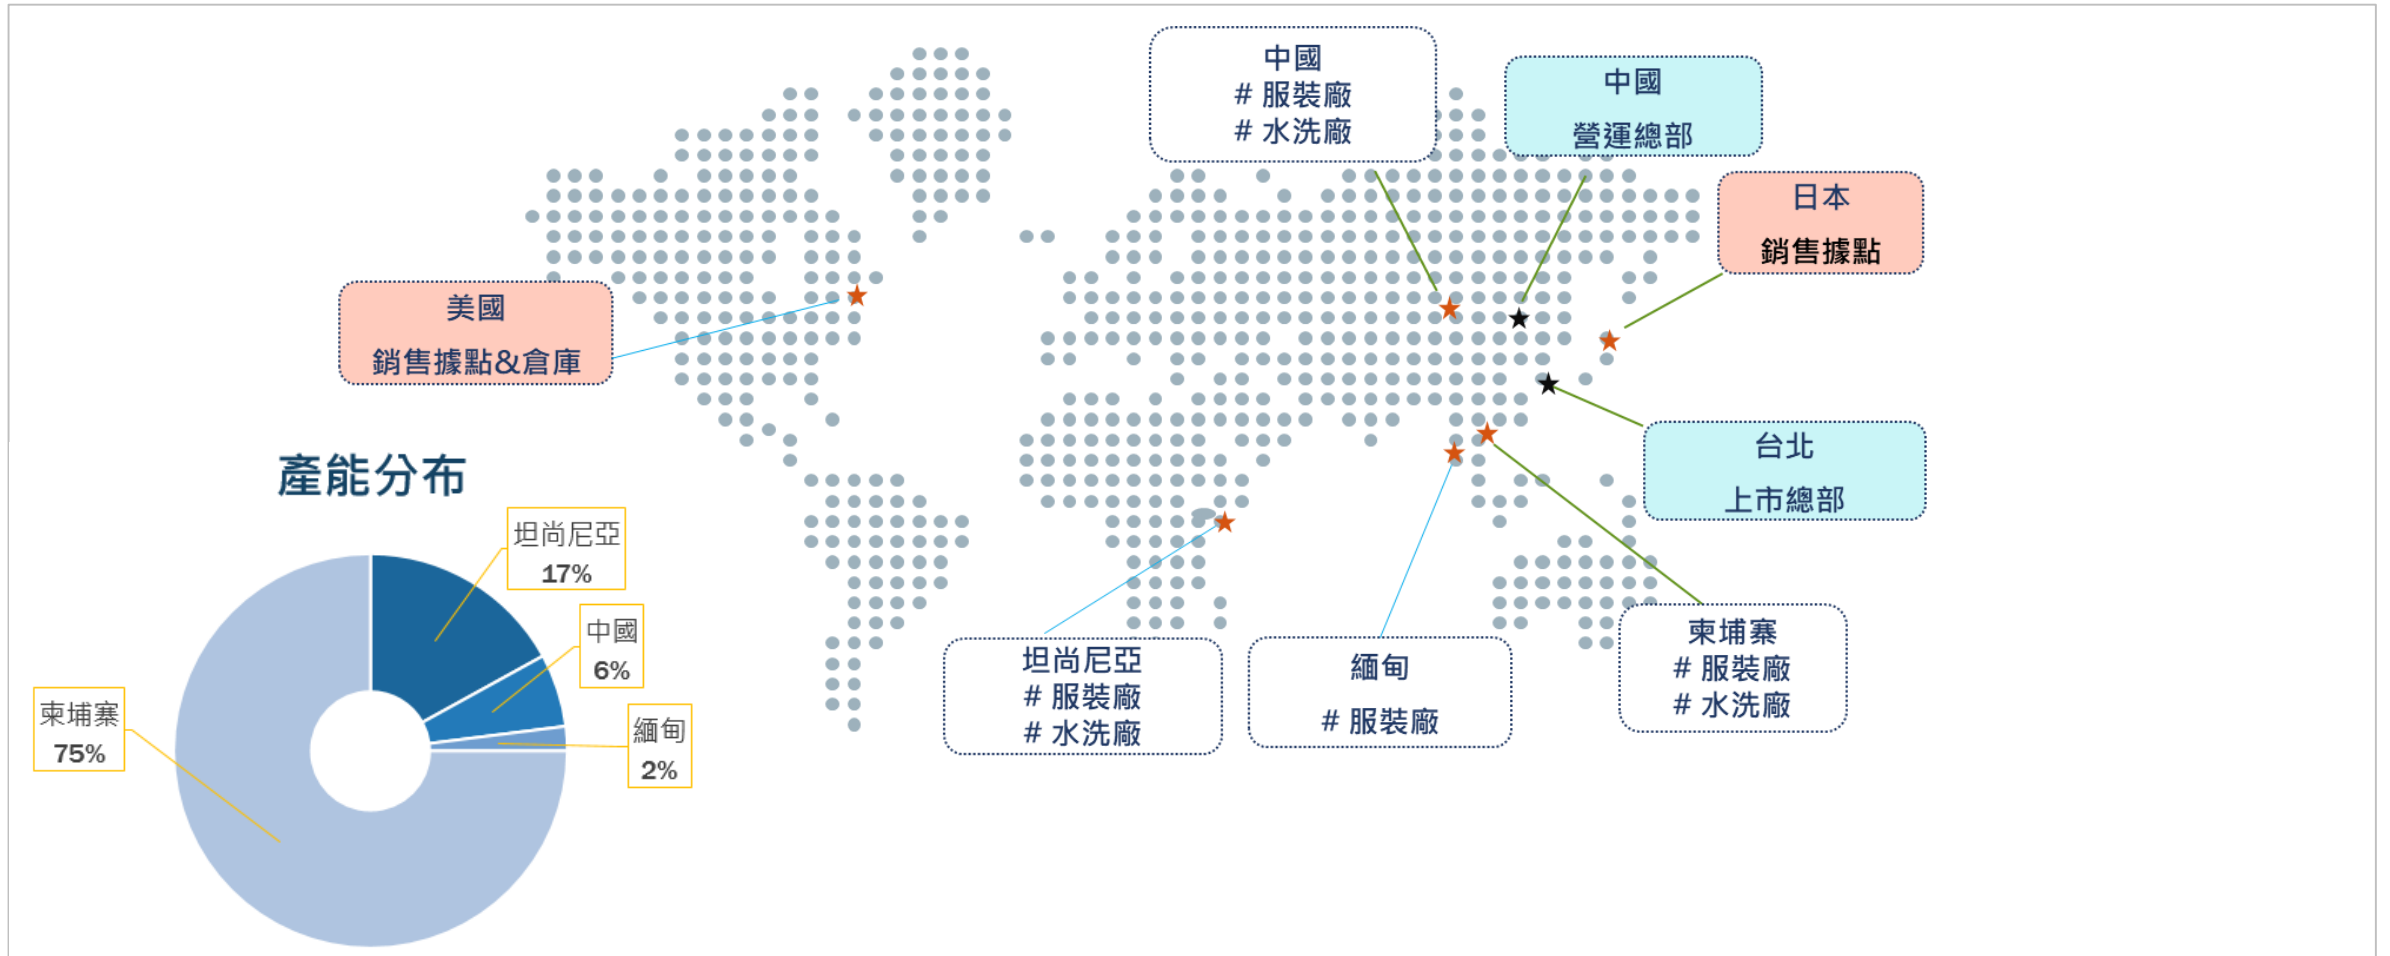 中國
# 服裝廠
# 水洗廠
中國
營運總部
日本
銷售據點
美國
銷售據點&倉庫
台北
上市總部
產能分布
坦尚尼亞
17%
中國
6%
緬甸
2%
柬埔寨
75%
坦尚尼亞
# 服裝廠
# 水洗廠
緬甸
# 服裝廠
柬埔寨
# 服裝廠
# 水洗廠